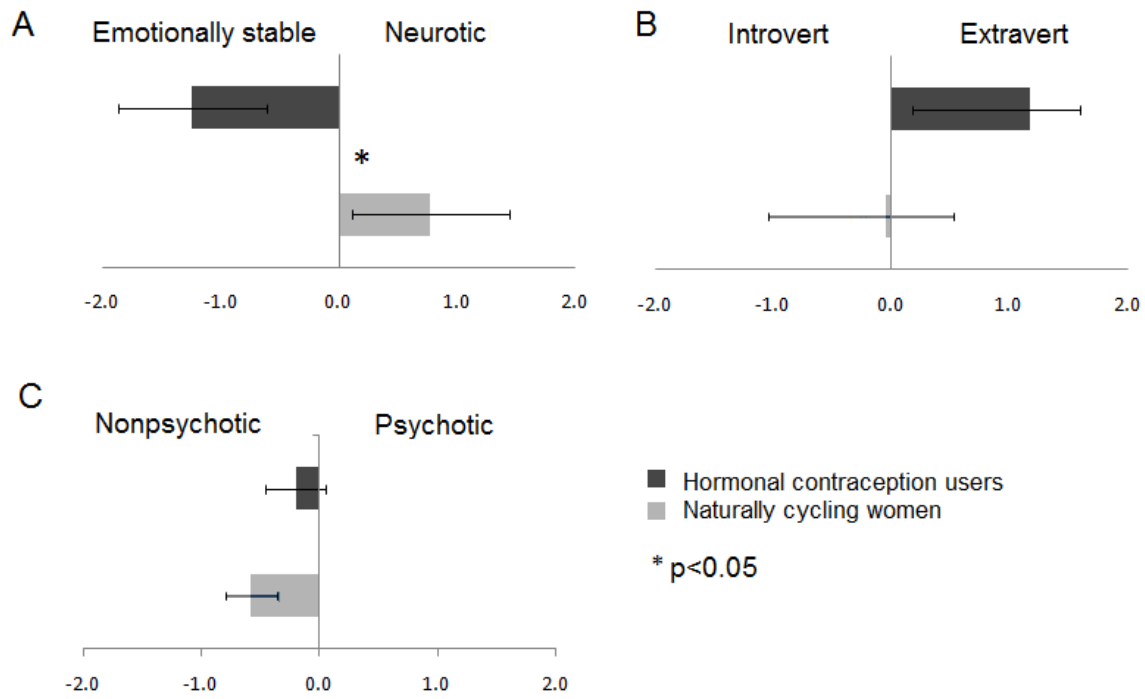 A
Emotionally stable Neurotic
*
-2.0 -1.0 0.0 1.0 2.0
B
Introvert Extravert
-2.0 -1.0 0.0 1.0 2.0
C
Nonpsychotic Psychotic
-2.0 -1.0 0.0 1.0 2.0
Hormonal contraception users
Naturally cycling women
* p<0.05